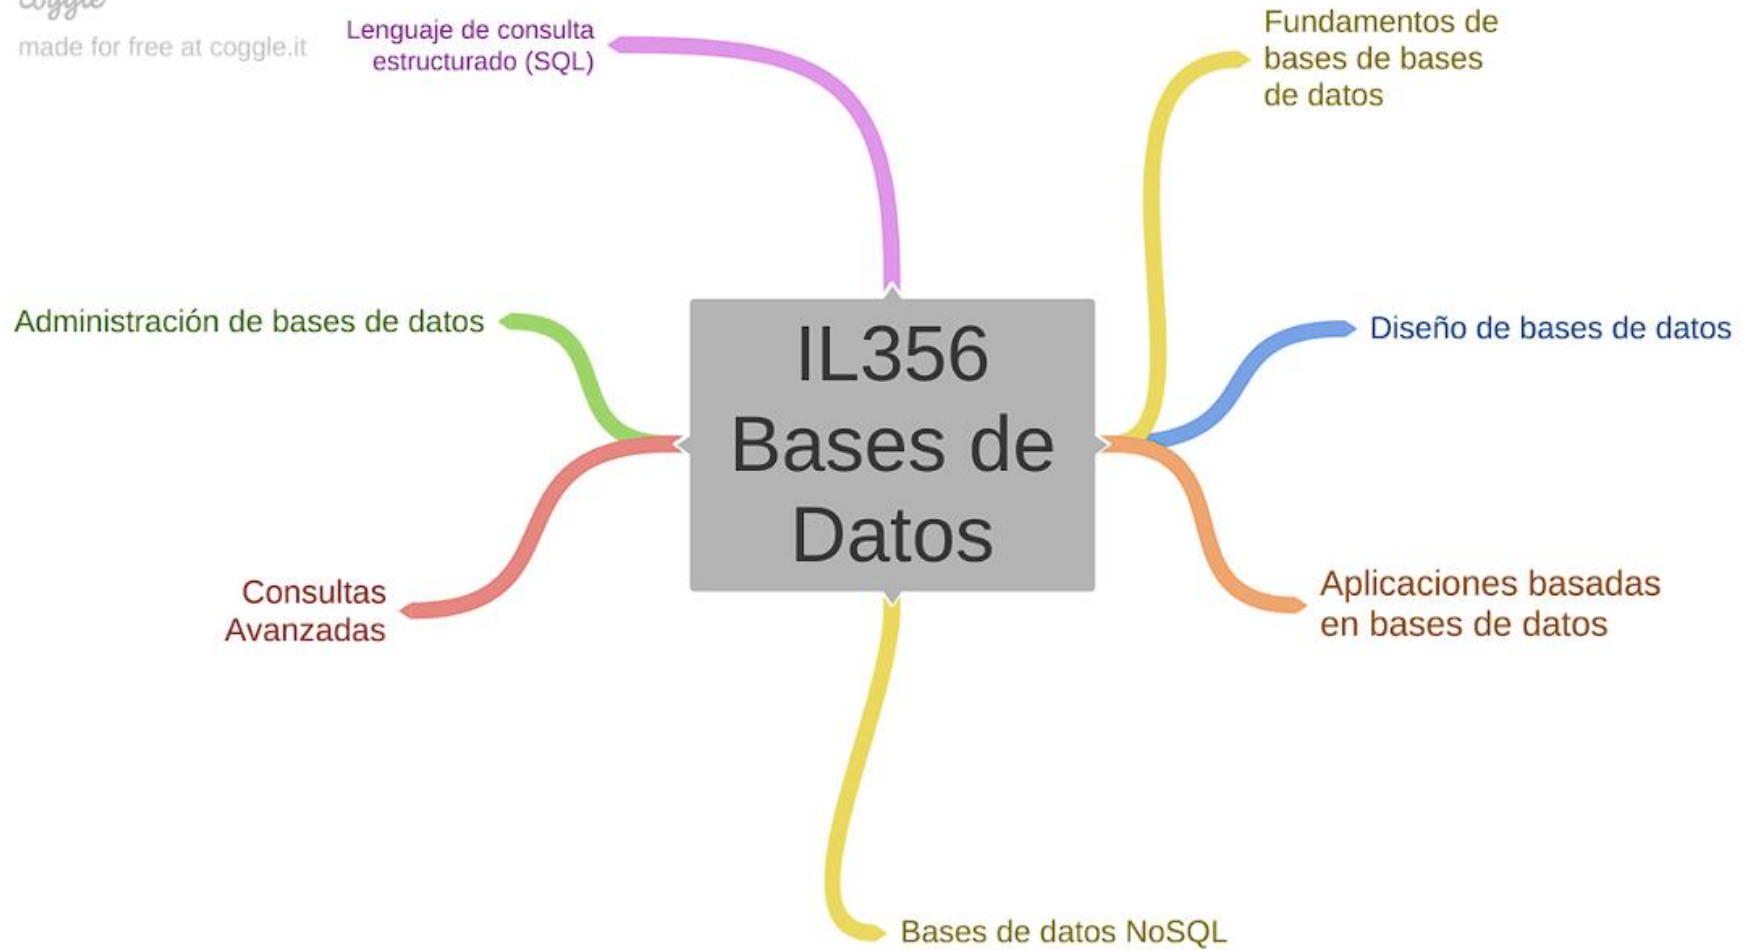 coggle
made for free at coggle.it
Lenguaje de consulta
estructurado (SQL)
Fundamentos de
bases de bases
de datos
Administración de bases de datos
Diseño de bases de datos
IL356
Bases de
Datos
Consultas
Avanzadas
Aplicaciones basadas
en bases de datos
Bases de datos NoSQL